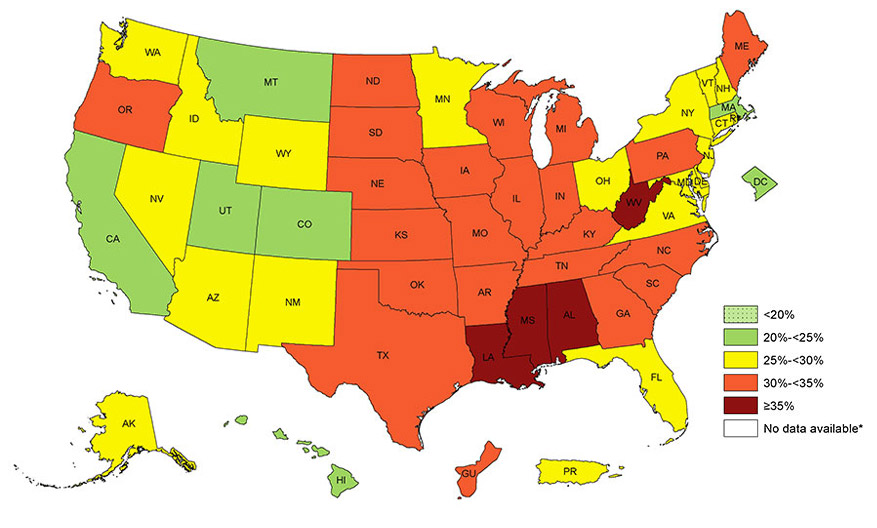 WA
MT
ND
MN
ME
VT
NH
OR
ID
SD
WI
MI
NY
MA
CT
RI
WY
NE
IA
PA
NJ
NV
UT
CO
IL
IN
OH
MD
DE
DC
CA
KS
MO
KY
WV
VA
AZ
NM
OK
AR
TN
NC
SC
TX
LA
MS
AL
GA
FL
<20%
20%-<25%
25%-<30%
30%-<35%
≥35%
No data available*
AK
HI
GU
PR